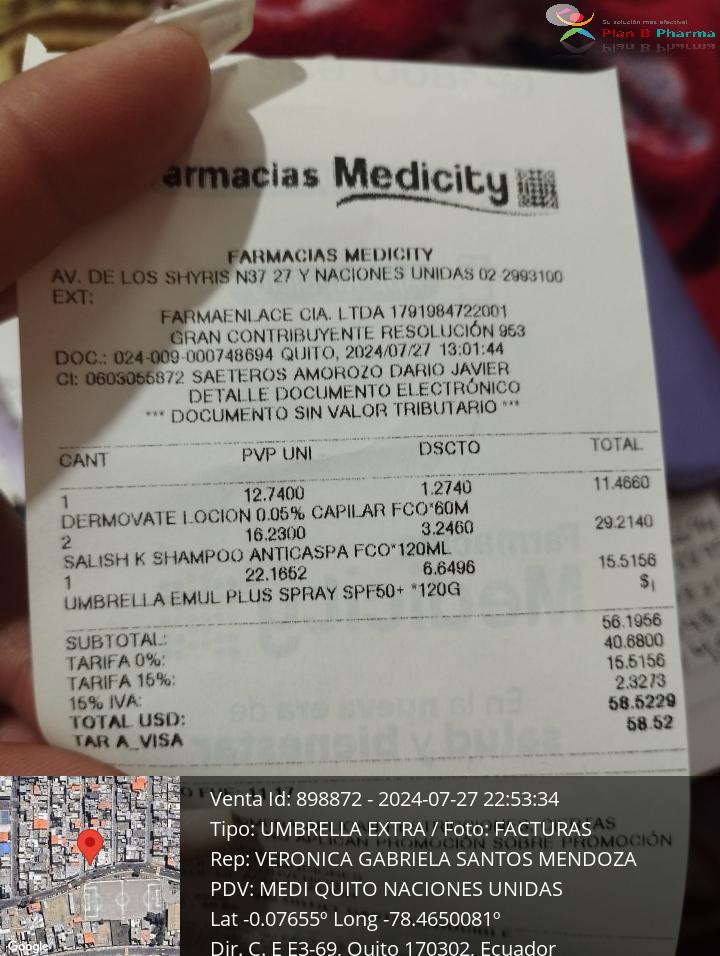 Su solución más efectiva!
Plan B Pharma
armacias Medicity
FARMACIAS MEDICITY
AV. DE LOS SHYRIS N37 27 Y NACIONES UNIDAS 02 2993100
EXT:
FARMAENLACE CIA. LTDA 1791984722001
GRAN CONTRIBUYENTE RESOLUCIÓN 953
DOC.: 024-009-000748694 QUITO, 2024/07/27 13:01:44
CI: 0603055872 SAETEROS AMOROZO DARIO JAVIER
DETALLE DOCUMENTO ELECTRÓNICO
*** DOCUMENTO SIN VALOR TRIBUTARIO ***
CANT PVP UNI DSCTO TOTAL
1 12.7400 1.2740 11.4660
DERMOVATE LOCION 0.05% CAPILAR FCO*60M
2 16.2300 3.2460 29.2140
SALISH K SHAMPOO ANTICASPA FCO*120ML
1 22.1652 6.6496 15.5156
UMBRELLA EMUL PLUS SPRAY SPF50+ *120G $
SUBTOTAL: 56.1956
TARIFA 0%: 40.6800
TARIFA 15%: 15.5156
15% IVA: 2.3273
TOTAL USD: 58.5229
TAR A_VISA 58.52
APLICAN PROMOCIÓN SOBRE PROMOCIÓN
Venta Id: 898872 - 2024-07-27 22:53:34
Tipo: UMBRELLA EXTRA / Foto: FACTURAS
Rep: VERONICA GABRIELA SANTOS MENDOZA
PDV: MEDI QUITO NACIONES UNIDAS
Lat -0.07655º Long -78.4650081º
Dir. C. E E3-69, Quito 170302, Ecuador
Google